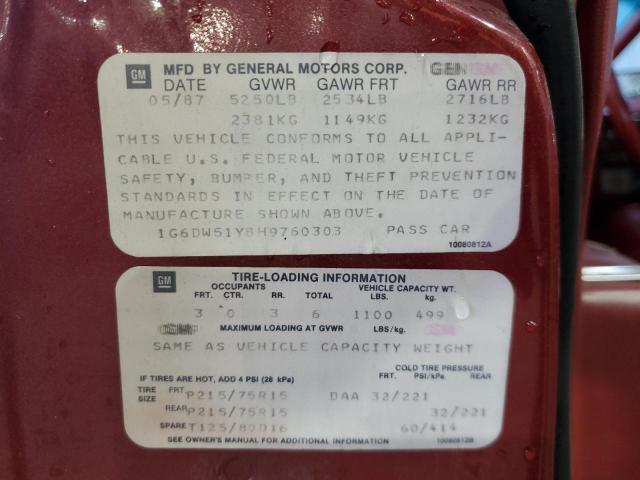 GM MFD BY GENERAL MOTORS CORP. GEN
DATE GVWR GAWR FRT GAWR RR
05/87 5250LB 2534LB 2716LB
2381KG 1149KG 1232KG
THIS VEHICLE CONFORMS TO ALL APPLI-
CABLE U.S. FEDERAL MOTOR VEHICLE
SAFETY, BUMPER, AND THEFT PREVENTION
STANDARDS IN EFFECT ON THE DATE OF
MANUFACTURE SHOWN ABOVE.
1G6DW51Y8H9760303 PASS CAR
10080812A
GM TIRE-LOADING INFORMATION
OCCUPANTS VEHICLE CAPACITY WT.
FRT. CTR. RR. TOTAL LBS. kg.
3 0 3 6 1100 499
GM MAXIMUM LOADING AT GVWR LBS/kg. GM
SAME AS VEHICLE CAPACITY WEIGHT
COLD TIRE PRESSURE
IF TIRES ARE HOT, ADD 4 PSI (28 kPa) FRT. PSI/kPa REAR
TIRE SIZE FRT. P215/75R15 DAA 32/221
REAR P215/75R15 32/221
SPARE T125/80D16 60/414
SEE OWNER'S MANUAL FOR ADDITIONAL INFORMATION 10080812B